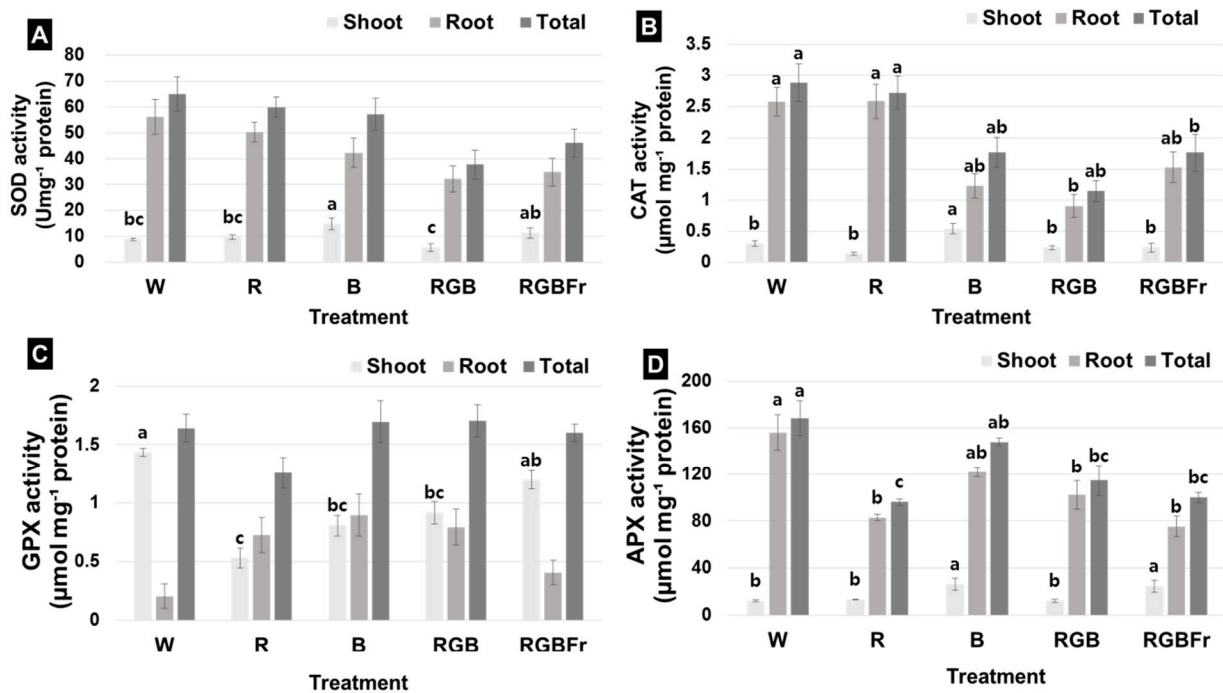 A
Shoot Root Total
SOD activity
(Umg⁻¹ protein)
80
70
60
50
40
30
20
10
0
bc bc a c ab
W R B RGB RGBFr
Treatment
B
Shoot Root Total
CAT activity
(µmol mg⁻¹ protein)
3.5
3
2.5
2
1.5
1
0.5
0
b a a b a a a ab ab b b ab b ab b
W R B RGB RGBFr
Treatment
C
Shoot Root Total
GPX activity
(µmol mg⁻¹ protein)
2
1.5
1
0.5
0
a c bc bc ab
W R B RGB RGBFr
Treatment
D
Shoot Root Total
APX activity
(µmol mg⁻¹ protein)
200
160
120
80
40
0
b a a b b c a ab ab b b bc a b bc
W R B RGB RGBFr
Treatment